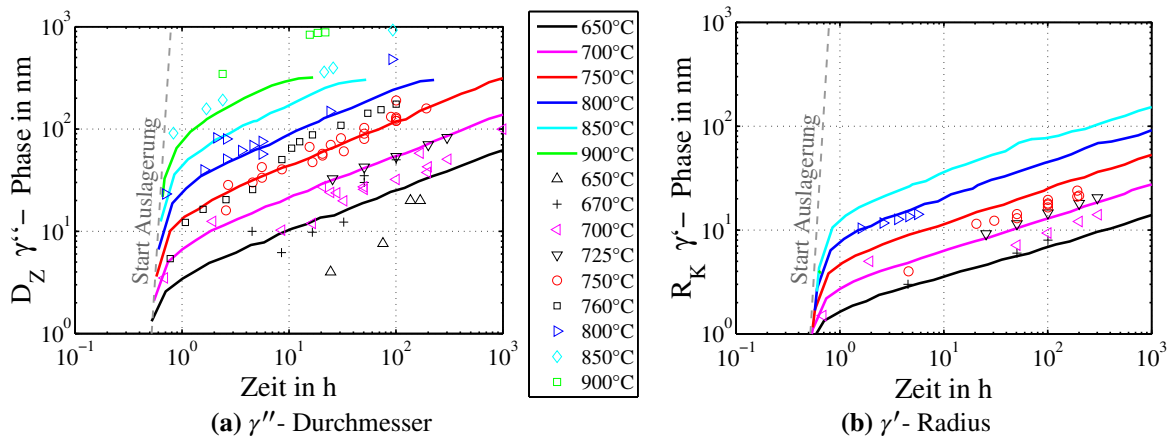 10³
10²
10¹
10⁰
10⁻¹
10⁰
10¹
10²
10³
D_Z γ“– Phase in nm
Start Auslagerung
Zeit in h
(a) γ′′- Durchmesser
650°C
700°C
750°C
800°C
850°C
900°C
650°C
670°C
700°C
725°C
750°C
760°C
800°C
850°C
900°C
10³
10²
10¹
10⁰
10⁻¹
10⁰
10¹
10²
10³
R_K γ‘– Phase in nm
Start Auslagerung
Zeit in h
(b) γ′- Radius